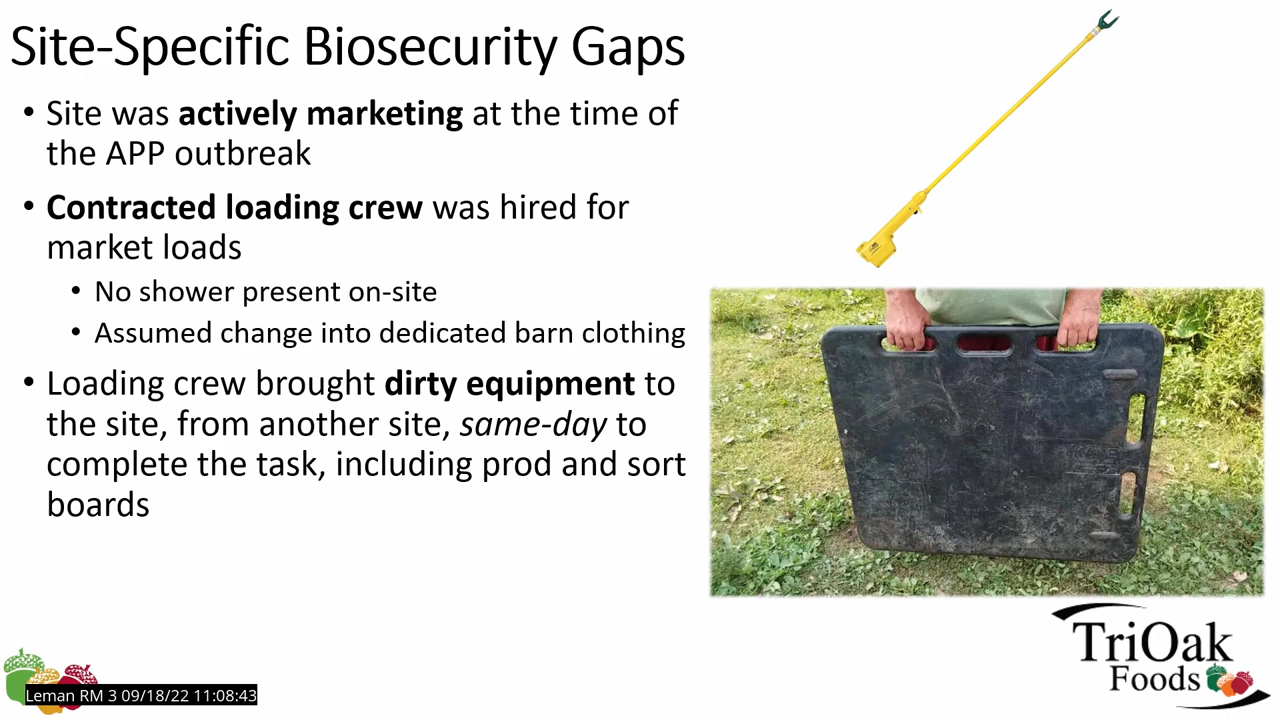 Site-Specific Biosecurity Gaps
• Site was actively marketing at the time of
the APP outbreak
• Contracted loading crew was hired for
market loads
• No shower present on-site
• Assumed change into dedicated barn clothing
• Loading crew brought dirty equipment to
the site, from another site, same-day to
complete the task, including prod and sort
boards
TriOak
Foods
Leman RM 3 09/18/22 11:08:43